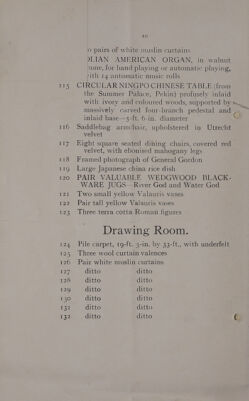 pairs of white muslin curtains
OLIAN AMERICAN ORGAN, in walnut
for hand playing or automatic playing,
14 automatic music rolls
115 CIRCULAR NINGPO CHINESE TABLE (from
the Summer Palace, Pekin) profusely inlaid
with ivory and coloured woods, supported by
massively carved four-branch pedestal and
inlaid base—5-ft. 6-in. diameter
116 Saddlebag armchair, upholstered in Utrecht
velvet
117 Eight square seated dining chairs, covered red
velvet, with ebonised mahogany legs
118 Framed photograph of General Gordon
119 Large Japanese china rice dish
120 PAIR VALUABLE WEDGWOOD BLACK-
WARE JUGS—River God and Water God
121 Two small yellow Valauris vases
122 Pair tall yellow Valauris vases
123 Three terra cotta Roman figures
Drawing Room.
124 Pile carpet, 19-ft. 3-in. by 33-ft., with underfelt
125 Three wool curtain valences
126 Pair white muslin curtains
127 ditto ditto
128 ditto ditto
129 ditto ditto
130 ditto ditto
131 ditto ditto
132 ditto ditto